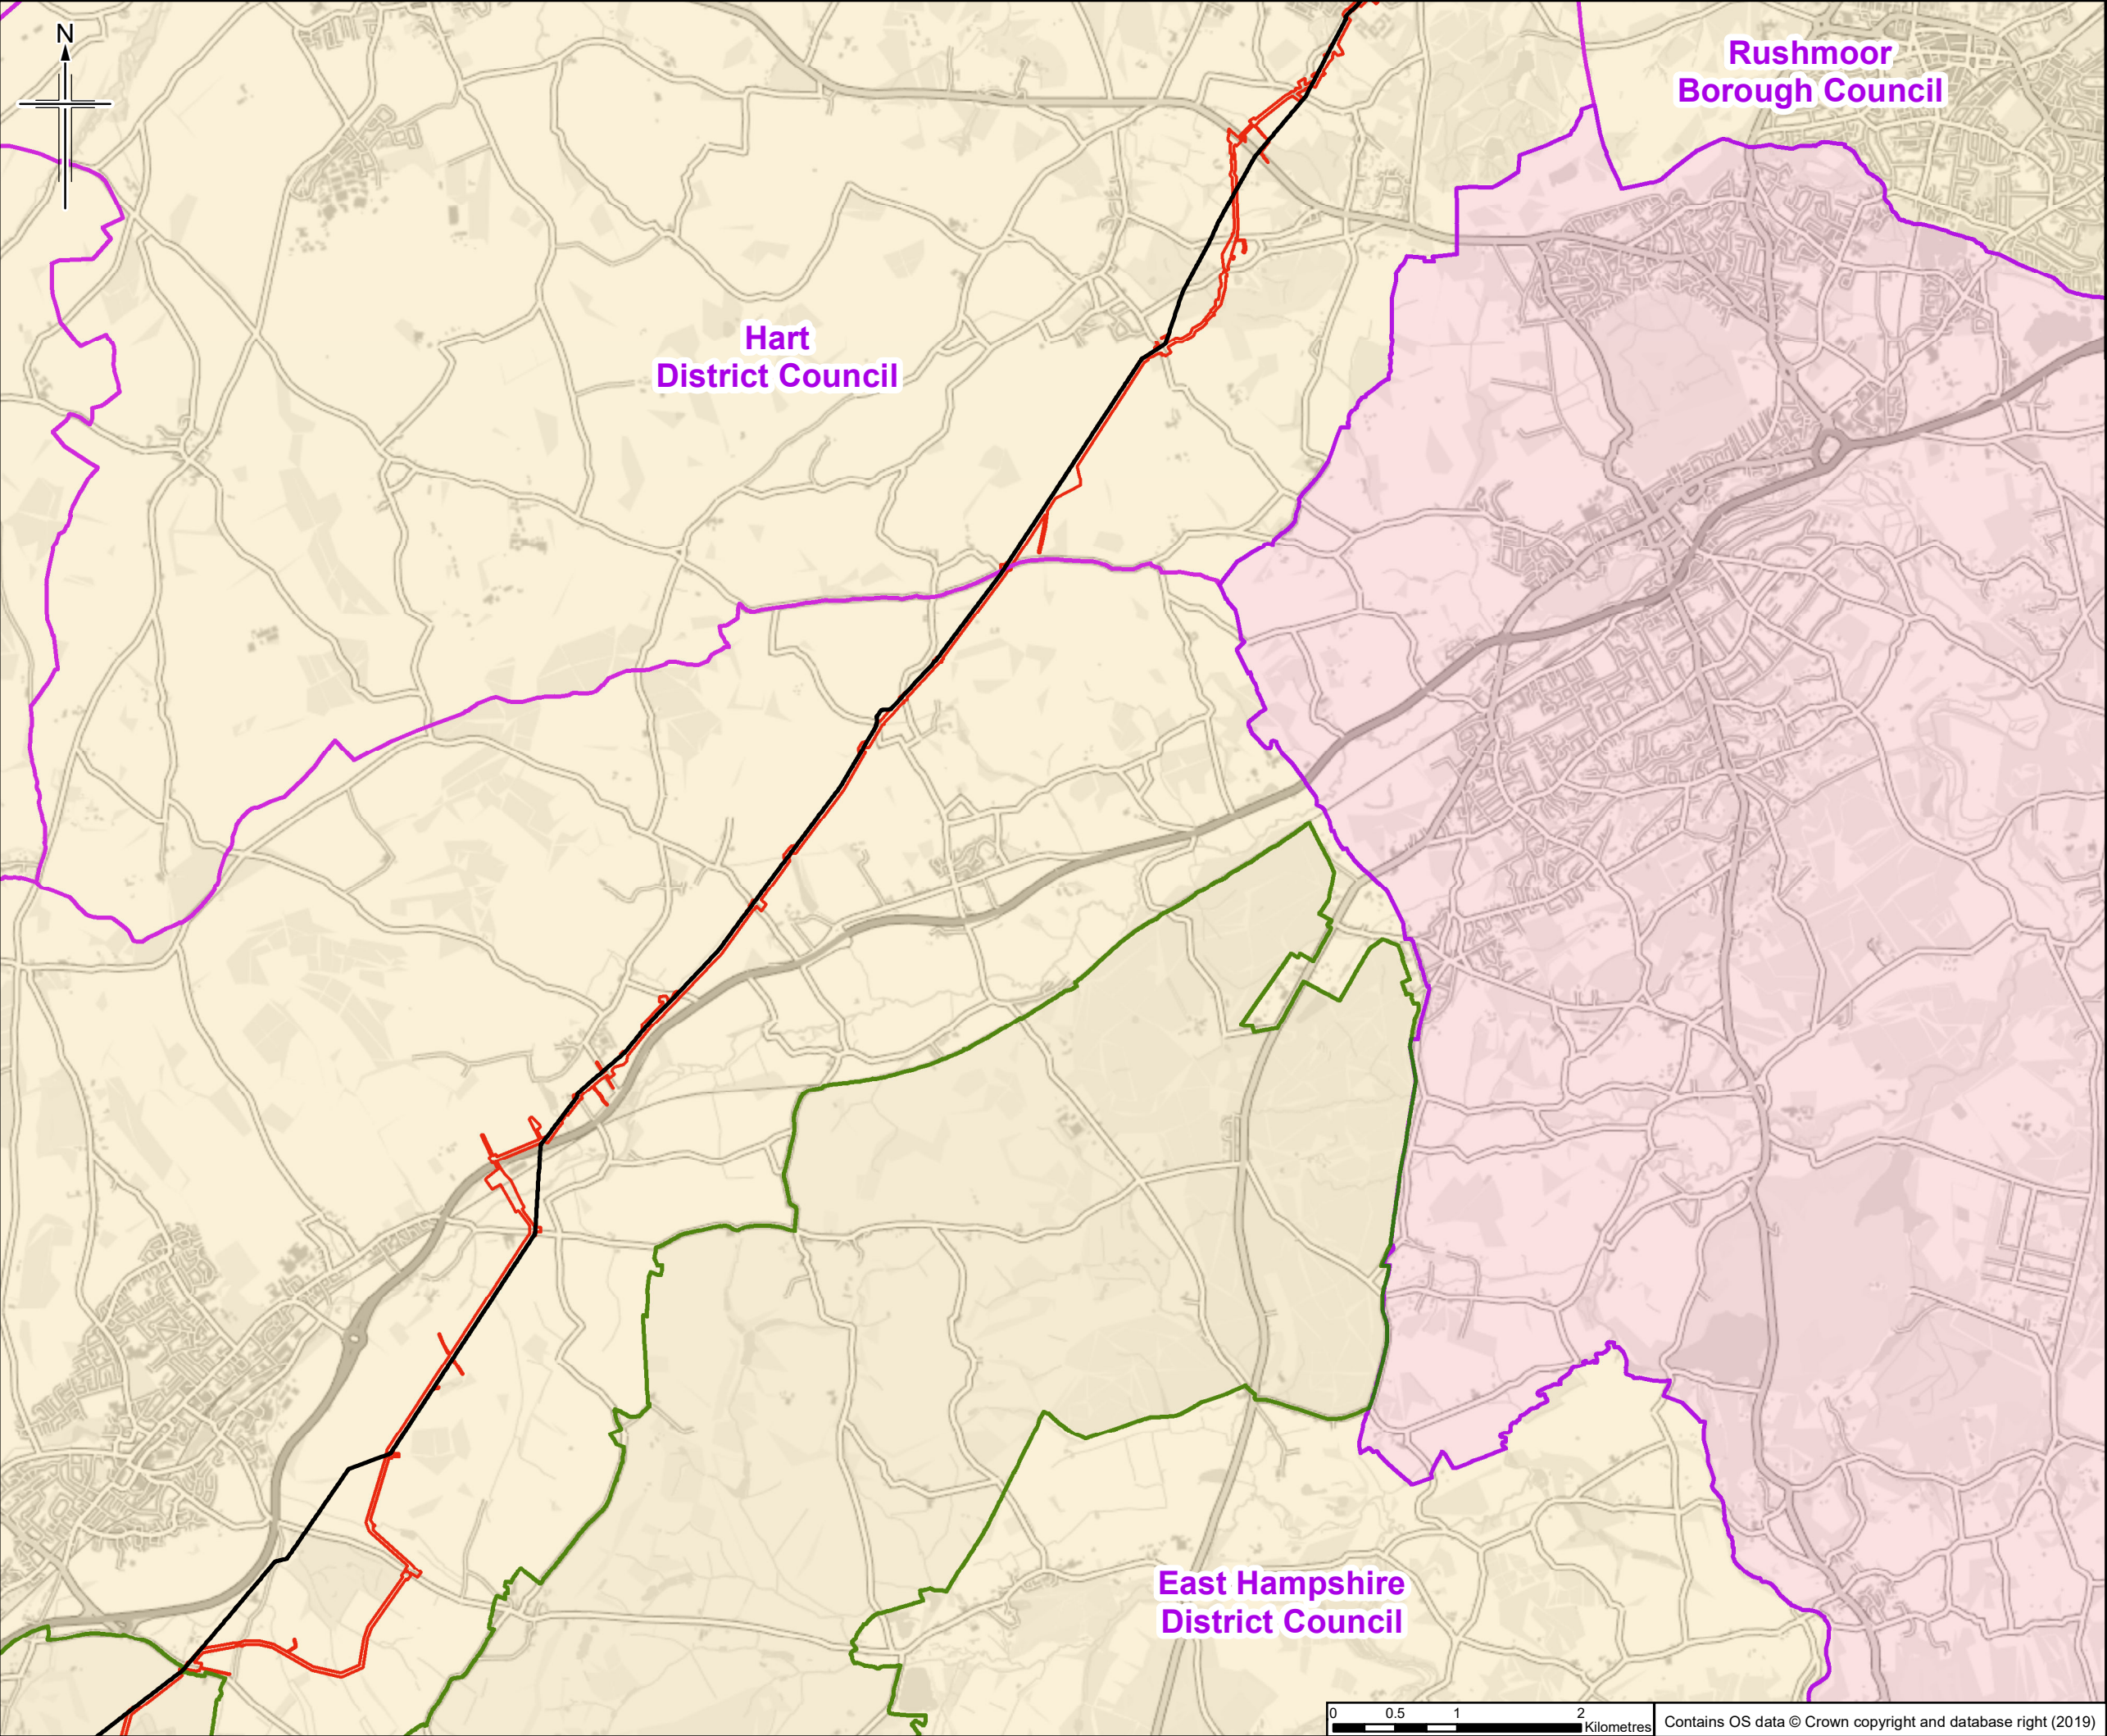 N
Rushmoor
Borough Council
Hart
District Council
East Hampshire
District Council
0 0.5 1 2
Kilometres
Contains OS data © Crown copyright and database right (2019)